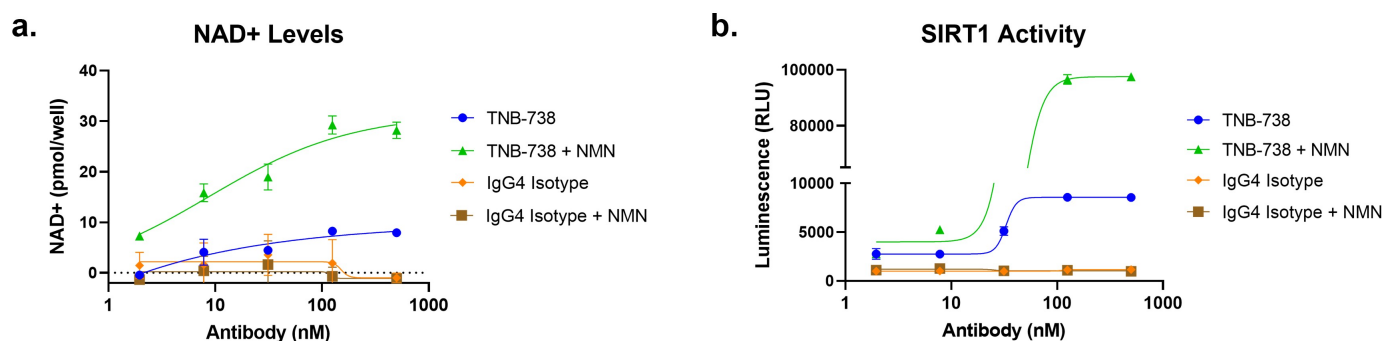 a.
NAD+ Levels
NAD+ (pmol/well)
40
30
20
10
0
1
10
100
1000
Antibody (nM)
TNB-738
TNB-738 + NMN
IgG4 Isotype
IgG4 Isotype + NMN
b.
SIRT1 Activity
Luminescence (RLU)
100000
80000
10000
5000
0
1
10
100
1000
Antibody (nM)
TNB-738
TNB-738 + NMN
IgG4 Isotype
IgG4 Isotype + NMN